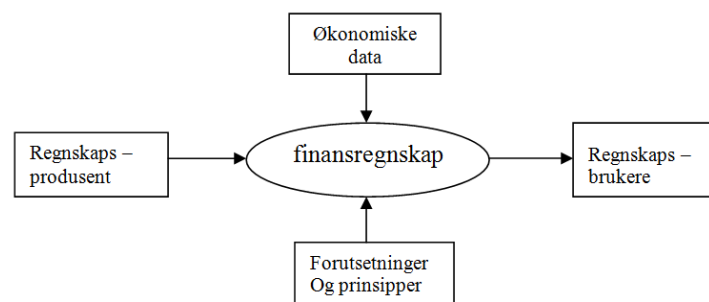 Økonomiske
data
Regnskaps –
produsent
finansregnskap
Regnskaps –
brukere
Forutsetninger
Og prinsipper